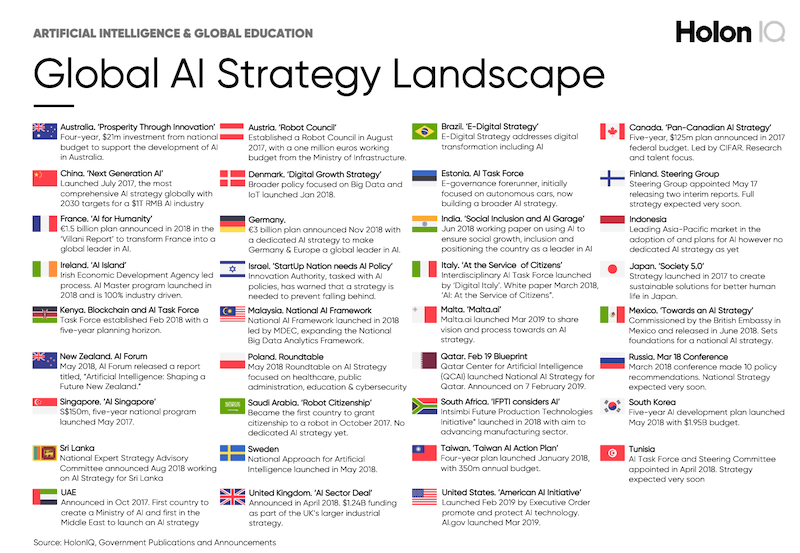 ARTIFICIAL INTELLIGENCE & GLOBAL EDUCATION
Holon IQ
Global AI Strategy Landscape
Australia. 'Prosperity Through Innovation'
Four-year, $21m investment from national
budget to support the development of AI
in Australia.
Austria. 'Robot Council'
Established a Robot Council in August
2017, with a one million euros working
budget from the Ministry of Infrastructure.
Brazil. 'E-Digital Strategy'
E-Digital Strategy addresses digital
transformation including AI
Canada. 'Pan-Canadian AI Strategy'
Five-year, $125m plan announced in 2017
federal budget. Led by CIFAR. Research
and talent focus.
China. 'Next Generation AI'
Launched July 2017, the most
comprehensive AI strategy globally with
2030 targets for a $1T RMB AI industry
Denmark. 'Digital Growth Strategy'
Broader policy focused on Big Data and
IoT launched Jan 2018.
Estonia. AI Task Force
E-governance forerunner, initially
focused on autonomous cars, now
building a broader AI strategy.
Finland. Steering Group
Steering Group appointed May 17
releasing two interim reports. Full
strategy expected very soon.
France. 'AI for Humanity'
€1.5 billion plan announced in 2018 in the
'Villani Report' to transform France into a
global leader in AI.
Germany.
€3 billion plan announced Nov 2018 with
a dedicated AI strategy to make
Germany & Europe a global leader in AI.
India. 'Social Inclusion and AI Garage'
Jun 2018 working paper on using AI to
ensure social growth, inclusion and
positioning the country as a leader in AI
Indonesia
Leading Asia-Pacific market in the
adoption of and plans for AI however no
dedicated AI strategy as yet
Ireland. 'AI Island'
Irish Economic Development Agency led
process. AI Master program launched in
2018 and is 100% industry driven.
Israel. 'StartUp Nation needs AI Policy'
Innovation Authority, tasked with AI
policies, has warned that a strategy is
needed to prevent falling behind.
Italy. 'At the Service of Citizens'
Interdisciplinary AI Task Force launched
by 'Digital Italy'. White paper March 2018,
'AI: At the Service of Citizens".
Japan. 'Society 5.0'
Strategy launched in 2017 to create
sustainable solutions for better human
life in Japan.
Kenya. Blockchain and AI Task Force
Task Force established Feb 2018 with a
five-year planning horizon.
Malaysia. National AI Framework
National AI Framework launched in 2018
led by MDEC, expanding the National
Big Data Analytics Framework.
Malta. 'Malta.ai'
Malta.ai launched Mar 2019 to share
vision and process towards an AI
strategy.
Mexico. 'Towards an AI Strategy'
Commissioned by the British Embassy in
Mexico and released in June 2018. Sets
foundations for a national AI strategy.
New Zealand. AI Forum
May 2018, AI Forum released a report
titled, "Artificial Intelligence: Shaping a
Future New Zealand."
Poland. Roundtable
May 2018 Roundtable on AI Strategy
focused on healthcare, public
administration, education & cybersecurity
Qatar. Feb 19 Blueprint
Qatar Center for Artificial Intelligence
(QCAI) launched National AI Strategy for
Qatar. Announced on 7 February 2019.
Russia. Mar 18 Conference
March 2018 conference made 10 policy
recommendations. National Strategy
expected very soon.
Singapore. 'AI Singapore'
S$150m, five-year national program
launched May 2017.
Saudi Arabia. 'Robot Citizenship'
Became the first country to grant
citizenship to a robot in October 2017. No
dedicated AI strategy yet.
South Africa. 'IFPTI considers AI'
Intsimbi Future Production Technologies
Initiative" launched in 2018 with aim to
advancing manufacturing sector.
South Korea
Five-year AI development plan launched
May 2018 with $1.95B budget.
Sri Lanka
National Expert Strategy Advisory
Committee announced Aug 2018 working
on AI Strategy for Sri Lanka
Sweden
National Approach for Artificial
Intelligence launched in May 2018.
Taiwan. 'Taiwan AI Action Plan'
Four-year plan launched January 2018,
with 350m annual budget.
Tunisia
AI Task Force and Steering Committee
appointed in April 2018. Strategy
expected very soon
UAE
Announced in Oct 2017. First country to
create a Ministry of AI and first in the
Middle East to launch an AI strategy
United Kingdom. 'AI Sector Deal'
Announced in April 2018. $1.24B funding
as part of the UK's larger industrial
strategy.
United States. 'American AI Initiative'
Launched Feb 2019 by Executive Order
promote and protect AI technology.
AI.gov launched Mar 2019.
Source: HolonIQ, Government Publications and Announcements